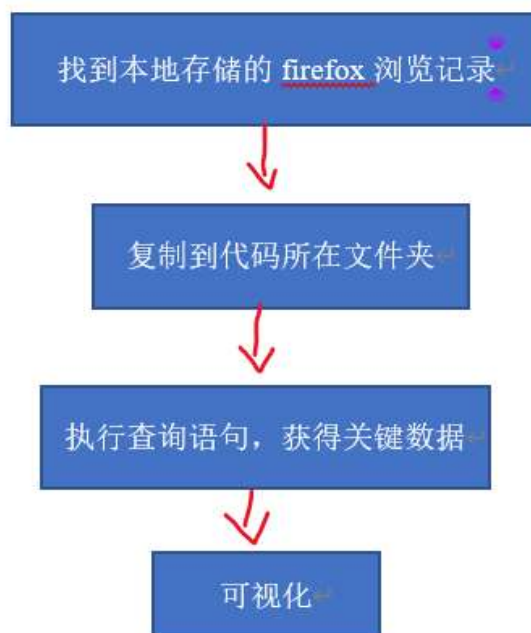 找到本地存储的 firefox 浏览记录
复制到代码所在文件夹
执行查询语句，获得关键数据
可视化